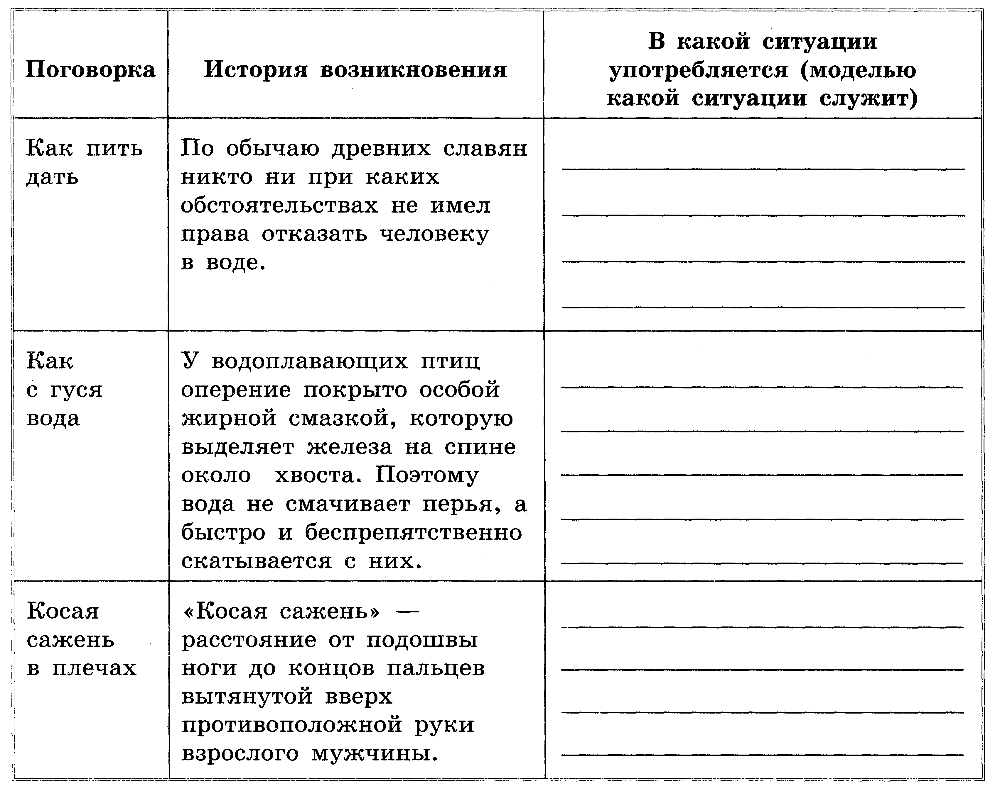 Поговорка
История возникновения
В какой ситуации
употребляется (моделью
какой ситуации служит)
Как пить
дать
По обычаю древних славян
никто ни при каких
обстоятельствах не имел
права отказать человеку
в воде.
Как
с гуся
вода
У водоплавающих птиц
оперение покрыто особой
жирной смазкой, которую
выделяет железа на спине
около хвоста. Поэтому
вода не смачивает перья, а
быстро и беспрепятственно
скатывается с них.
Косая
сажень
в плечах
«Косая сажень» —
расстояние от подошвы
ноги до концов пальцев
вытянутой вверх
противоположной руки
взрослого мужчины.